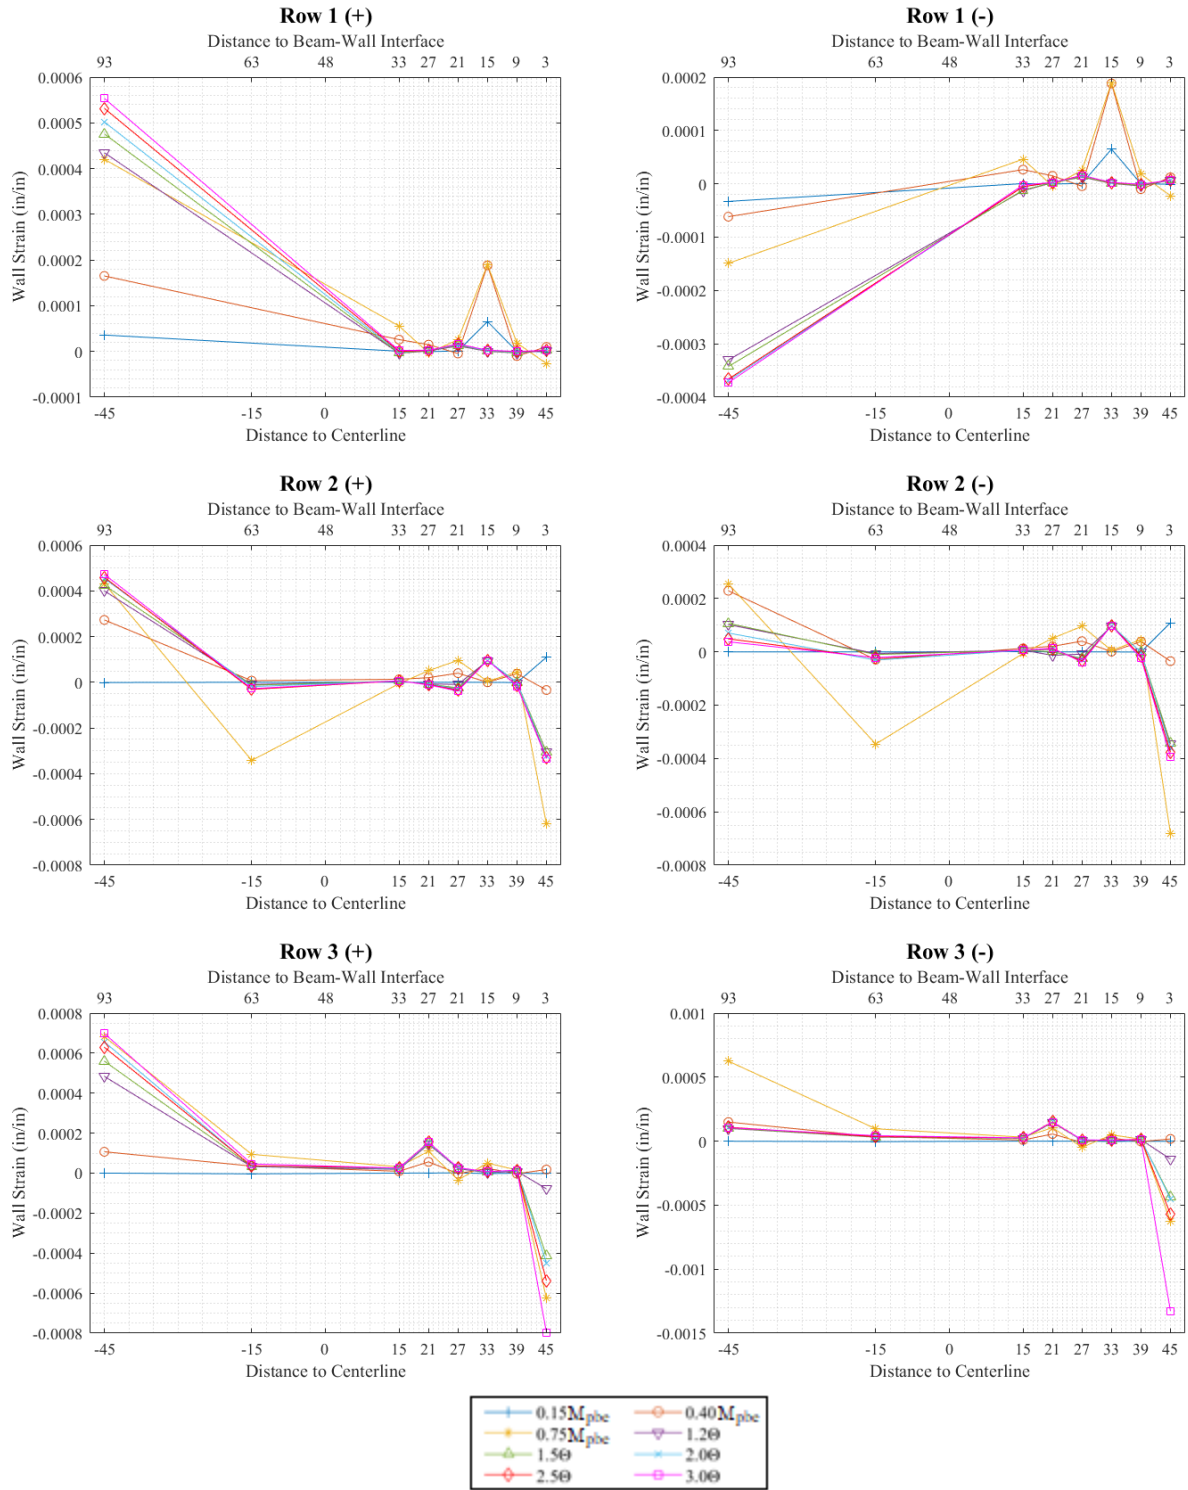 Row 1 (+)
Distance to Beam-Wall Interface
93 63 48 33 27 21 15 9 3
0.0006
0.0005
0.0004
0.0003
0.0002
0.0001
0
-0.0001
Wall Strain (in/in)
-45 -15 0 15 21 27 33 39 45
Distance to Centerline
Row 1 (-)
Distance to Beam-Wall Interface
93 63 48 33 27 21 15 9 3
0.0002
0.0001
0
-0.0001
-0.0002
-0.0003
-0.0004
Wall Strain (in/in)
-45 -15 0 15 21 27 33 39 45
Distance to Centerline
Row 2 (+)
Distance to Beam-Wall Interface
93 63 48 33 27 21 15 9 3
0.0006
0.0004
0.0002
0
-0.0002
-0.0004
-0.0006
-0.0008
Wall Strain (in/in)
-45 -15 0 15 21 27 33 39 45
Distance to Centerline
Row 2 (-)
Distance to Beam-Wall Interface
93 63 48 33 27 21 15 9 3
0.0004
0.0002
0
-0.0002
-0.0004
-0.0006
-0.0008
Wall Strain (in/in)
-45 -15 0 15 21 27 33 39 45
Distance to Centerline
Row 3 (+)
Distance to Beam-Wall Interface
93 63 48 33 27 21 15 9 3
0.0008
0.0006
0.0004
0.0002
0
-0.0002
-0.0004
-0.0006
-0.0008
Wall Strain (in/in)
-45 -15 0 15 21 27 33 39 45
Distance to Centerline
Row 3 (-)
Distance to Beam-Wall Interface
93 63 48 33 27 21 15 9 3
0.001
0.0005
0
-0.0005
-0.001
-0.0015
Wall Strain (in/in)
-45 -15 0 15 21 27 33 39 45
Distance to Centerline
0.15M_pbe 0.40M_pbe
0.75M_pbe 1.2Θ
1.5Θ 2.0Θ
2.5Θ 3.0Θ